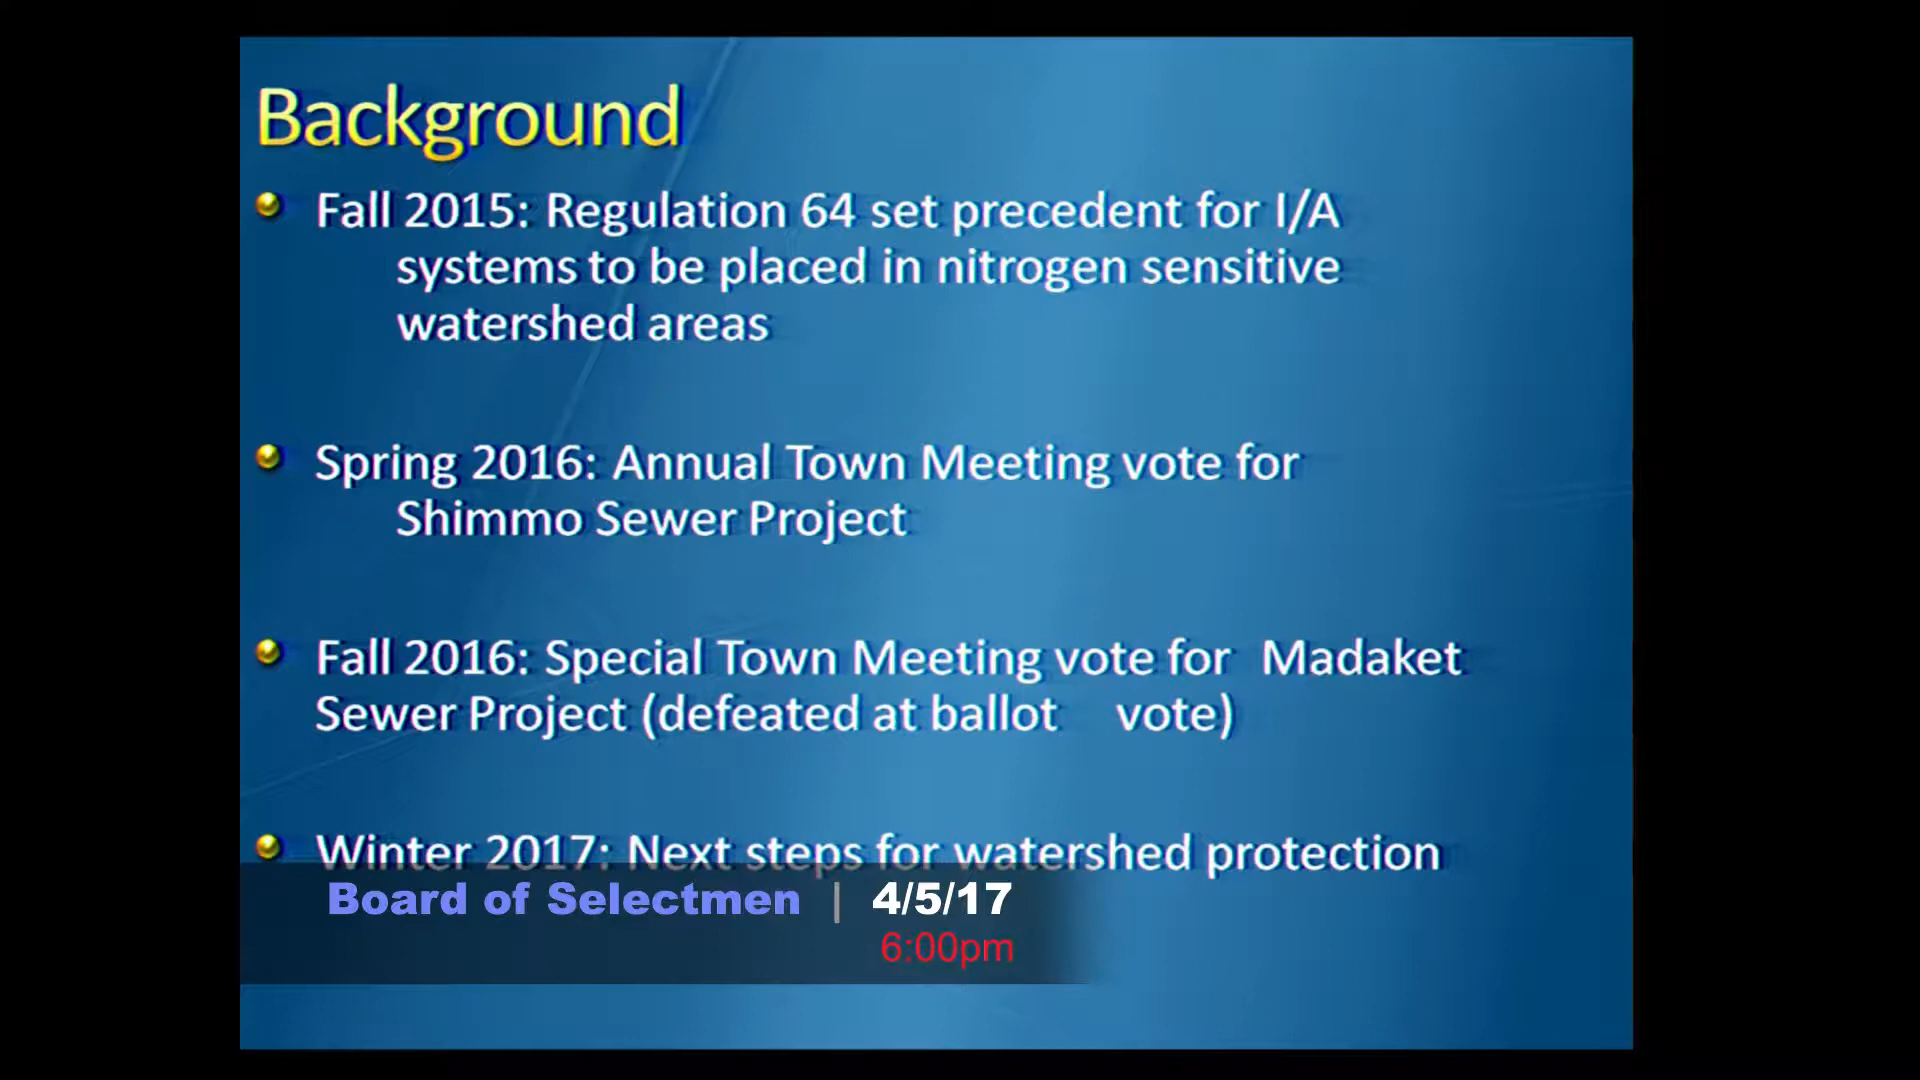 Background
Fall 2015: Regulation 64 set precedent for I/A
systems to be placed in nitrogen sensitive
watershed areas
Spring 2016: Annual Town Meeting vote for
Shimmo Sewer Project
Fall 2016: Special Town Meeting vote for Madaket
Sewer Project (defeated at ballot vote)
Winter 2017: Next steps for watershed protection
Board of Selectmen | 4/5/17
6:00pm